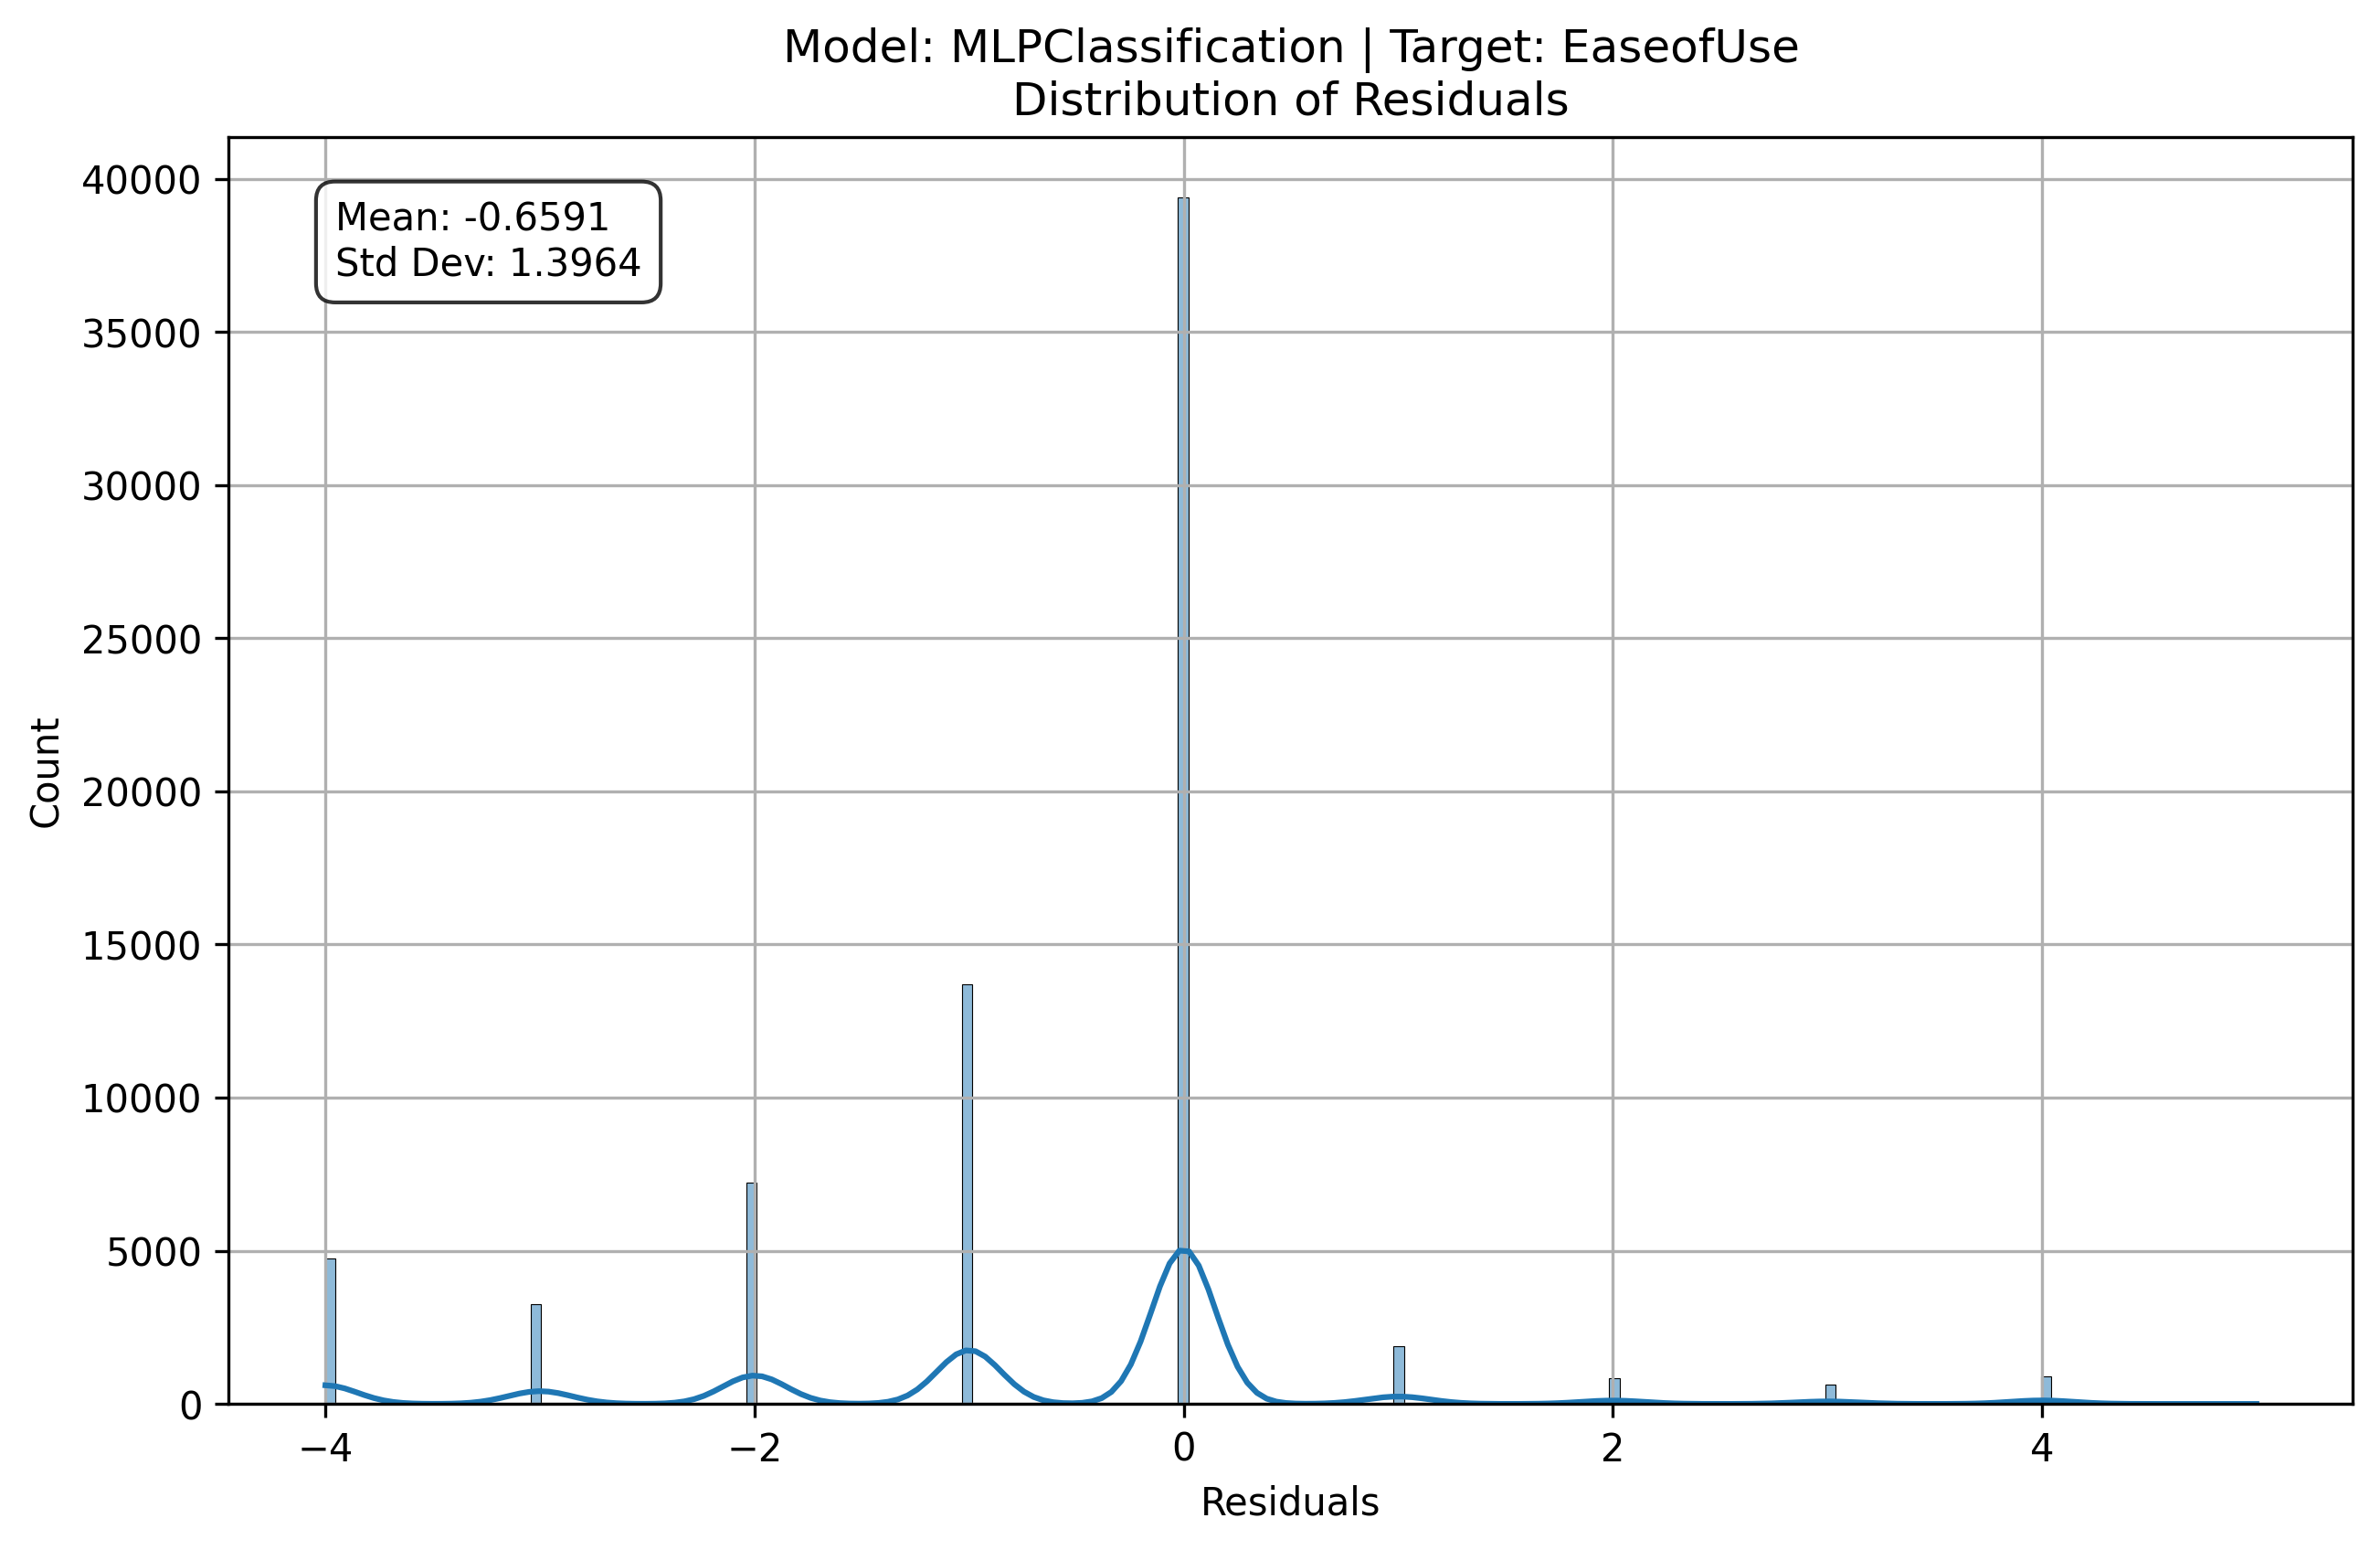 Model: MLPClassification | Target: EaseofUse
Distribution of Residuals
Mean: -0.6591
Std Dev: 1.3964
40000
35000
30000
25000
20000
15000
10000
5000
0
Count
−4
−2
0
2
4
Residuals